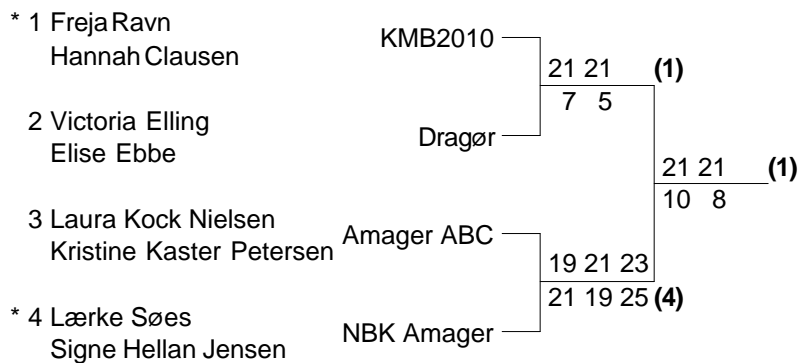 * 1 Freja Ravn KMB2010
Hannah Clausen
21 21 (1)
7 5
2 Victoria Elling Dragør
Elise Ebbe
21 21 (1)
10 8
3 Laura Kock Nielsen Amager ABC
Kristine Kaster Petersen
19 21 23
21 19 25 (4)
* 4 Lærke Søes NBK Amager
Signe Hellan Jensen